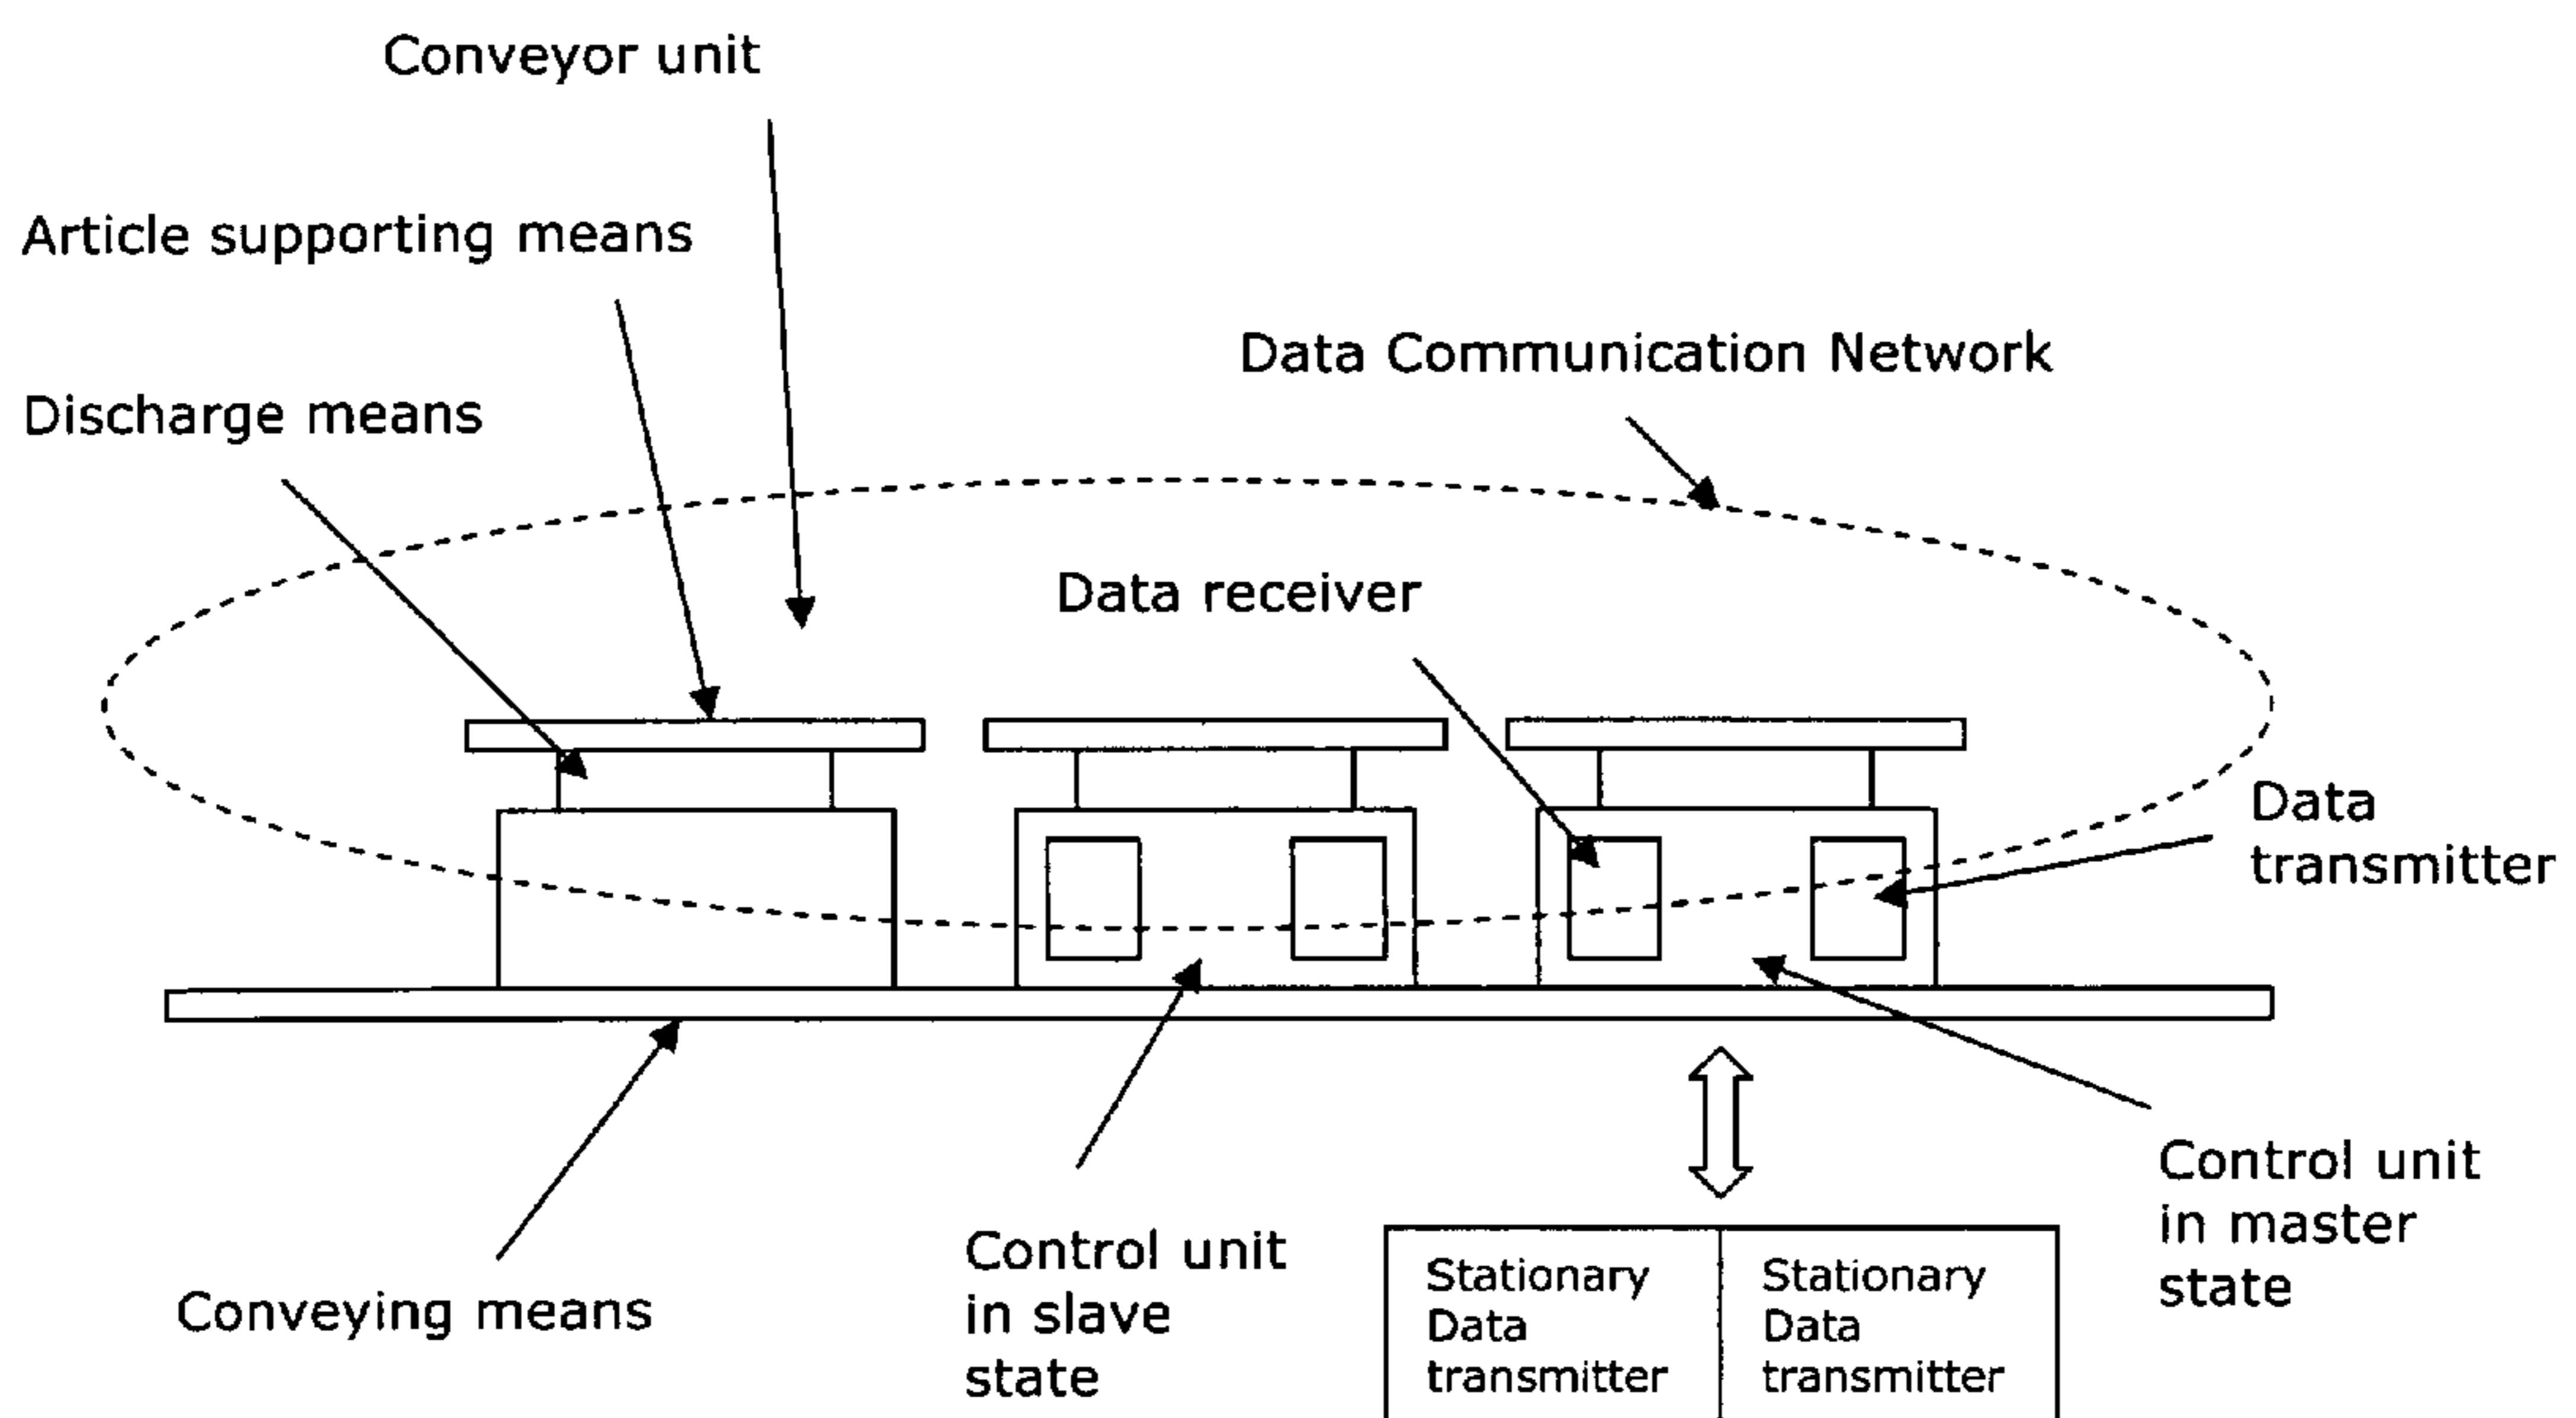 Conveyor unit
Article supporting means
Data Communication Network
Discharge means
Data receiver
Data
transmitter
Control unit
in master
state
Control unit
in slave
state
Conveying means
Stationary
Data
transmitter
Stationary
Data
transmitter